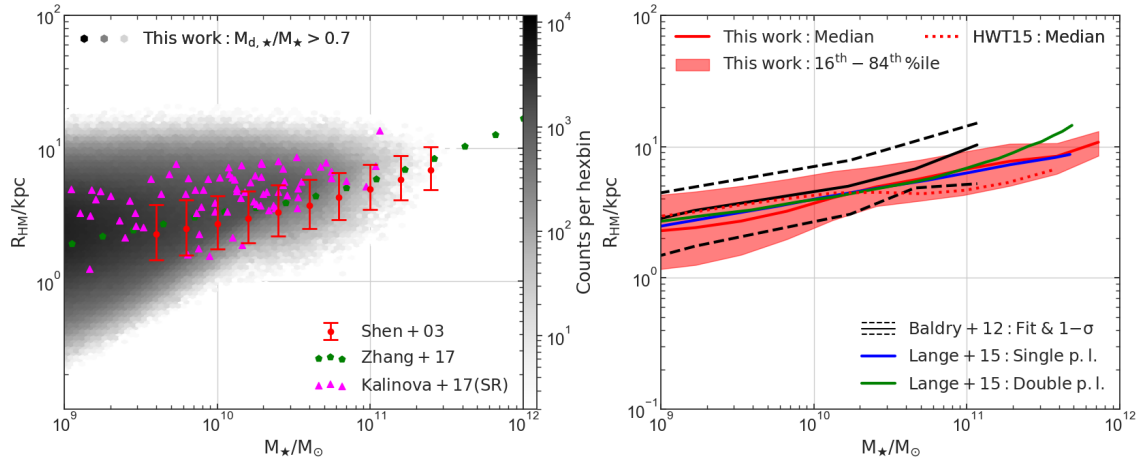 10¹
10⁰
R_HM/kpc
10⁹
10¹⁰
10¹¹
10¹²
M★/M⊙
This work : M_d,★/M★ > 0.7
Shen + 03
Zhang + 17
Kalinova + 17(SR)
10⁴
10³
10²
10¹
Counts per hexbin
10²
10¹
10⁰
10⁻¹
R_HM/kpc
10⁹
10¹⁰
10¹¹
10¹²
M★/M⊙
This work : Median
HWT15 : Median
This work : 16ᵗʰ − 84ᵗʰ %ile
Baldry + 12 : Fit & 1−σ
Lange + 15 : Single p. l.
Lange + 15 : Double p. l.